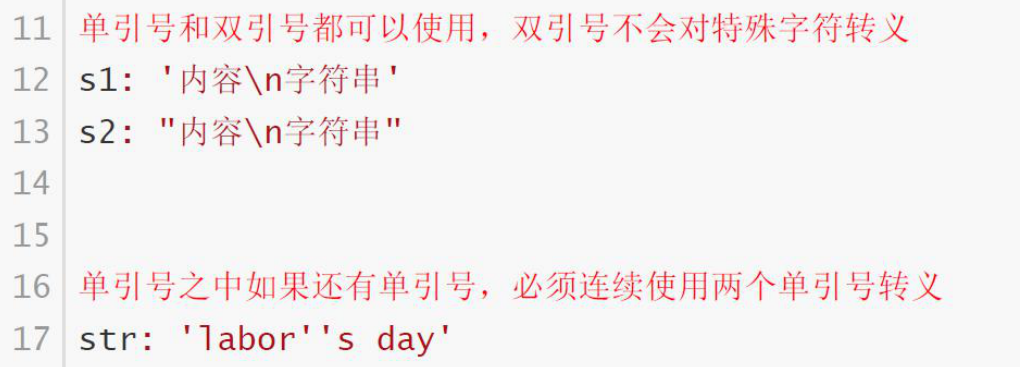 11 单引号和双引号都可以使用，双引号不会对特殊字符转义
12 s1: '内容\n字符串'
13 s2: "内容\n字符串"
14
15
16 单引号之中如果还有单引号，必须连续使用两个单引号转义
17 str: 'labor''s day'